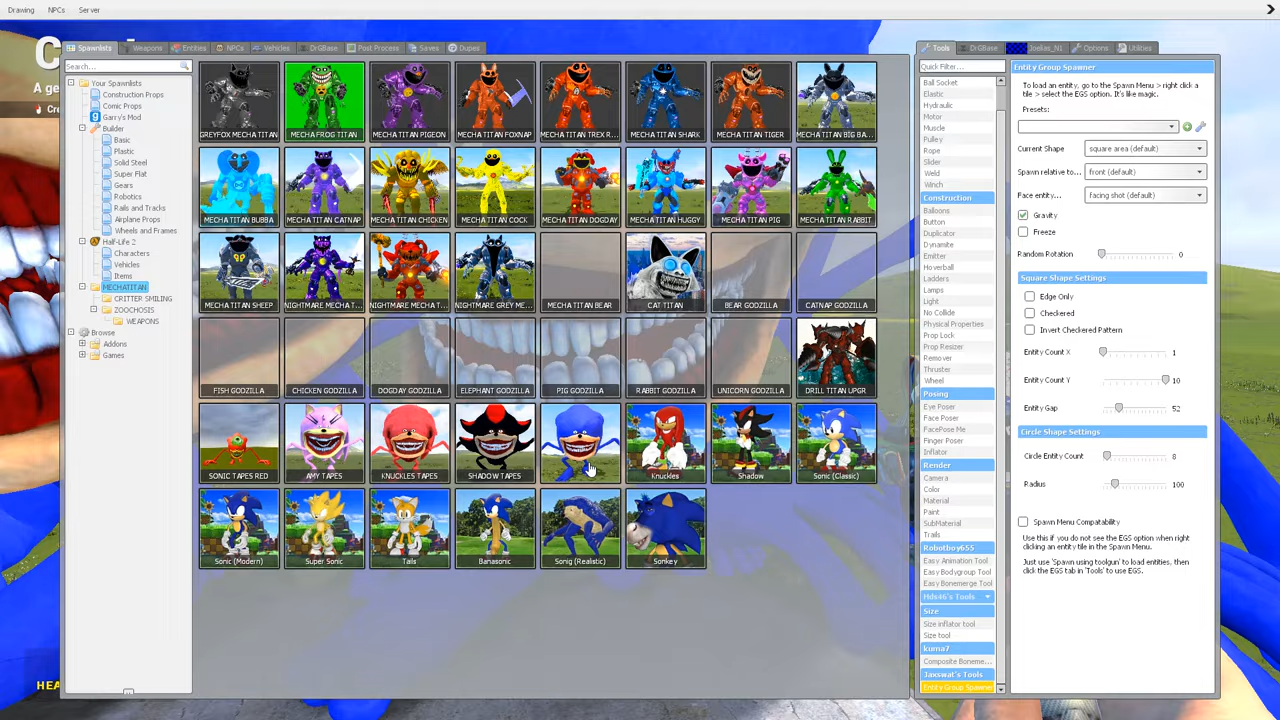 Drawing NPCs Server
C
A ge
Cre
HEA
Spawnlists Weapons Entities NPCs Vehicles DrGBase Post Process Saves Dupes
Search...
Your Spawnlists
Construction Props
Comic Props
Garry's Mod
Builder
Basic
Plastic
Solid Steel
Super Flat
Gears
Robotics
Rails and Tracks
Airplane Props
Wheels and Frames
Half-Life 2
Characters
Vehicles
Items
MECHATITAN
CRITTER SMILING
ZOOCHOSIS
WEAPONS
Browse
Addons
Games
GREYFOX MECHA TITAN MECHA FROG TITAN MECHA TITAN PIGEON MECHA TITAN FOXNAP MECHA TITAN TREX R... MECHA TITAN SHARK MECHA TITAN TIGER MECHA TITAN BIG BA...
MECHA TITAN BUBBA MECHA TITAN CATNAP MECHA TITAN CHICKEN MECHA TITAN COCK MECHA TITAN DOGDAY MECHA TITAN HUGGY MECHA TITAN PIG MECHA TITAN RABBIT
MECHA TITAN SHEEP NIGHTMARE MECHA T... NIGHTMARE MECHA T... NIGHTMARE GREY ME... MECHA TITAN BEAR CAT TITAN BEAR GODZILLA CATNAP GODZILLA
FISH GODZILLA CHICKEN GODZILLA DOGDAY GODZILLA ELEPHANT GODZILLA PIG GODZILLA RABBIT GODZILLA UNICORN GODZILLA DRILL TITAN UPGR
SONIC TAPES RED AMY TAPES KNUCKLES TAPES SHADOW TAPES Knuckles Shadow Sonic (Classic)
Sonic (Modern) Super Sonic Tails Banasonic Soniq (Realistic) Sonkey
Tools DrGBase Joelias_N1 Options Utilities
Quick Filter...
Ball Socket
Elastic
Hydraulic
Motor
Muscle
Pulley
Rope
Slider
Weld
Winch
Construction
Balloons
Button
Duplicator
Dynamite
Emitter
Hoverball
Ladders
Lamps
Light
No Collide
Physical Properties
Prop Lock
Prop Resizer
Remover
Thruster
Wheel
Posing
Eye Poser
Face Poser
FacePose Me
Finger Poser
Inflator
Render
Camera
Color
Material
Paint
SubMaterial
Trails
Robotboy655
Easy Animation Tool
Easy Bodygroup Tool
Easy Bonemerge Tool
Hds46's Tools
Size
Size inflator tool
Size tool
kuma7
Composite Boneme...
Jaxswat's Tools
Entity Group Spawner
Entity Group Spawner
To load an entity, go to the Spawn Menu > right click a
tile > select the EGS option. It's like magic.
Presets:
Current Shape square area (default)
Spawn relative to... front (default)
Face entity... facing shot (default)
Gravity
Freeze
Random Rotation 0
Square Shape Settings
Edge Only
Checkered
Invert Checkered Pattern
Entity Count X 1
Entity Count Y 10
Entity Gap 52
Circle Shape Settings
Circle Entity Count 8
Radius 100
Spawn Menu Compatability
Use this if you do not see the EGS option when right
clicking an entity tile in the Spawn Menu.
Just use 'Spawn using toolgun' to load entities, then
click the EGS tab in 'Tools' to use EGS.